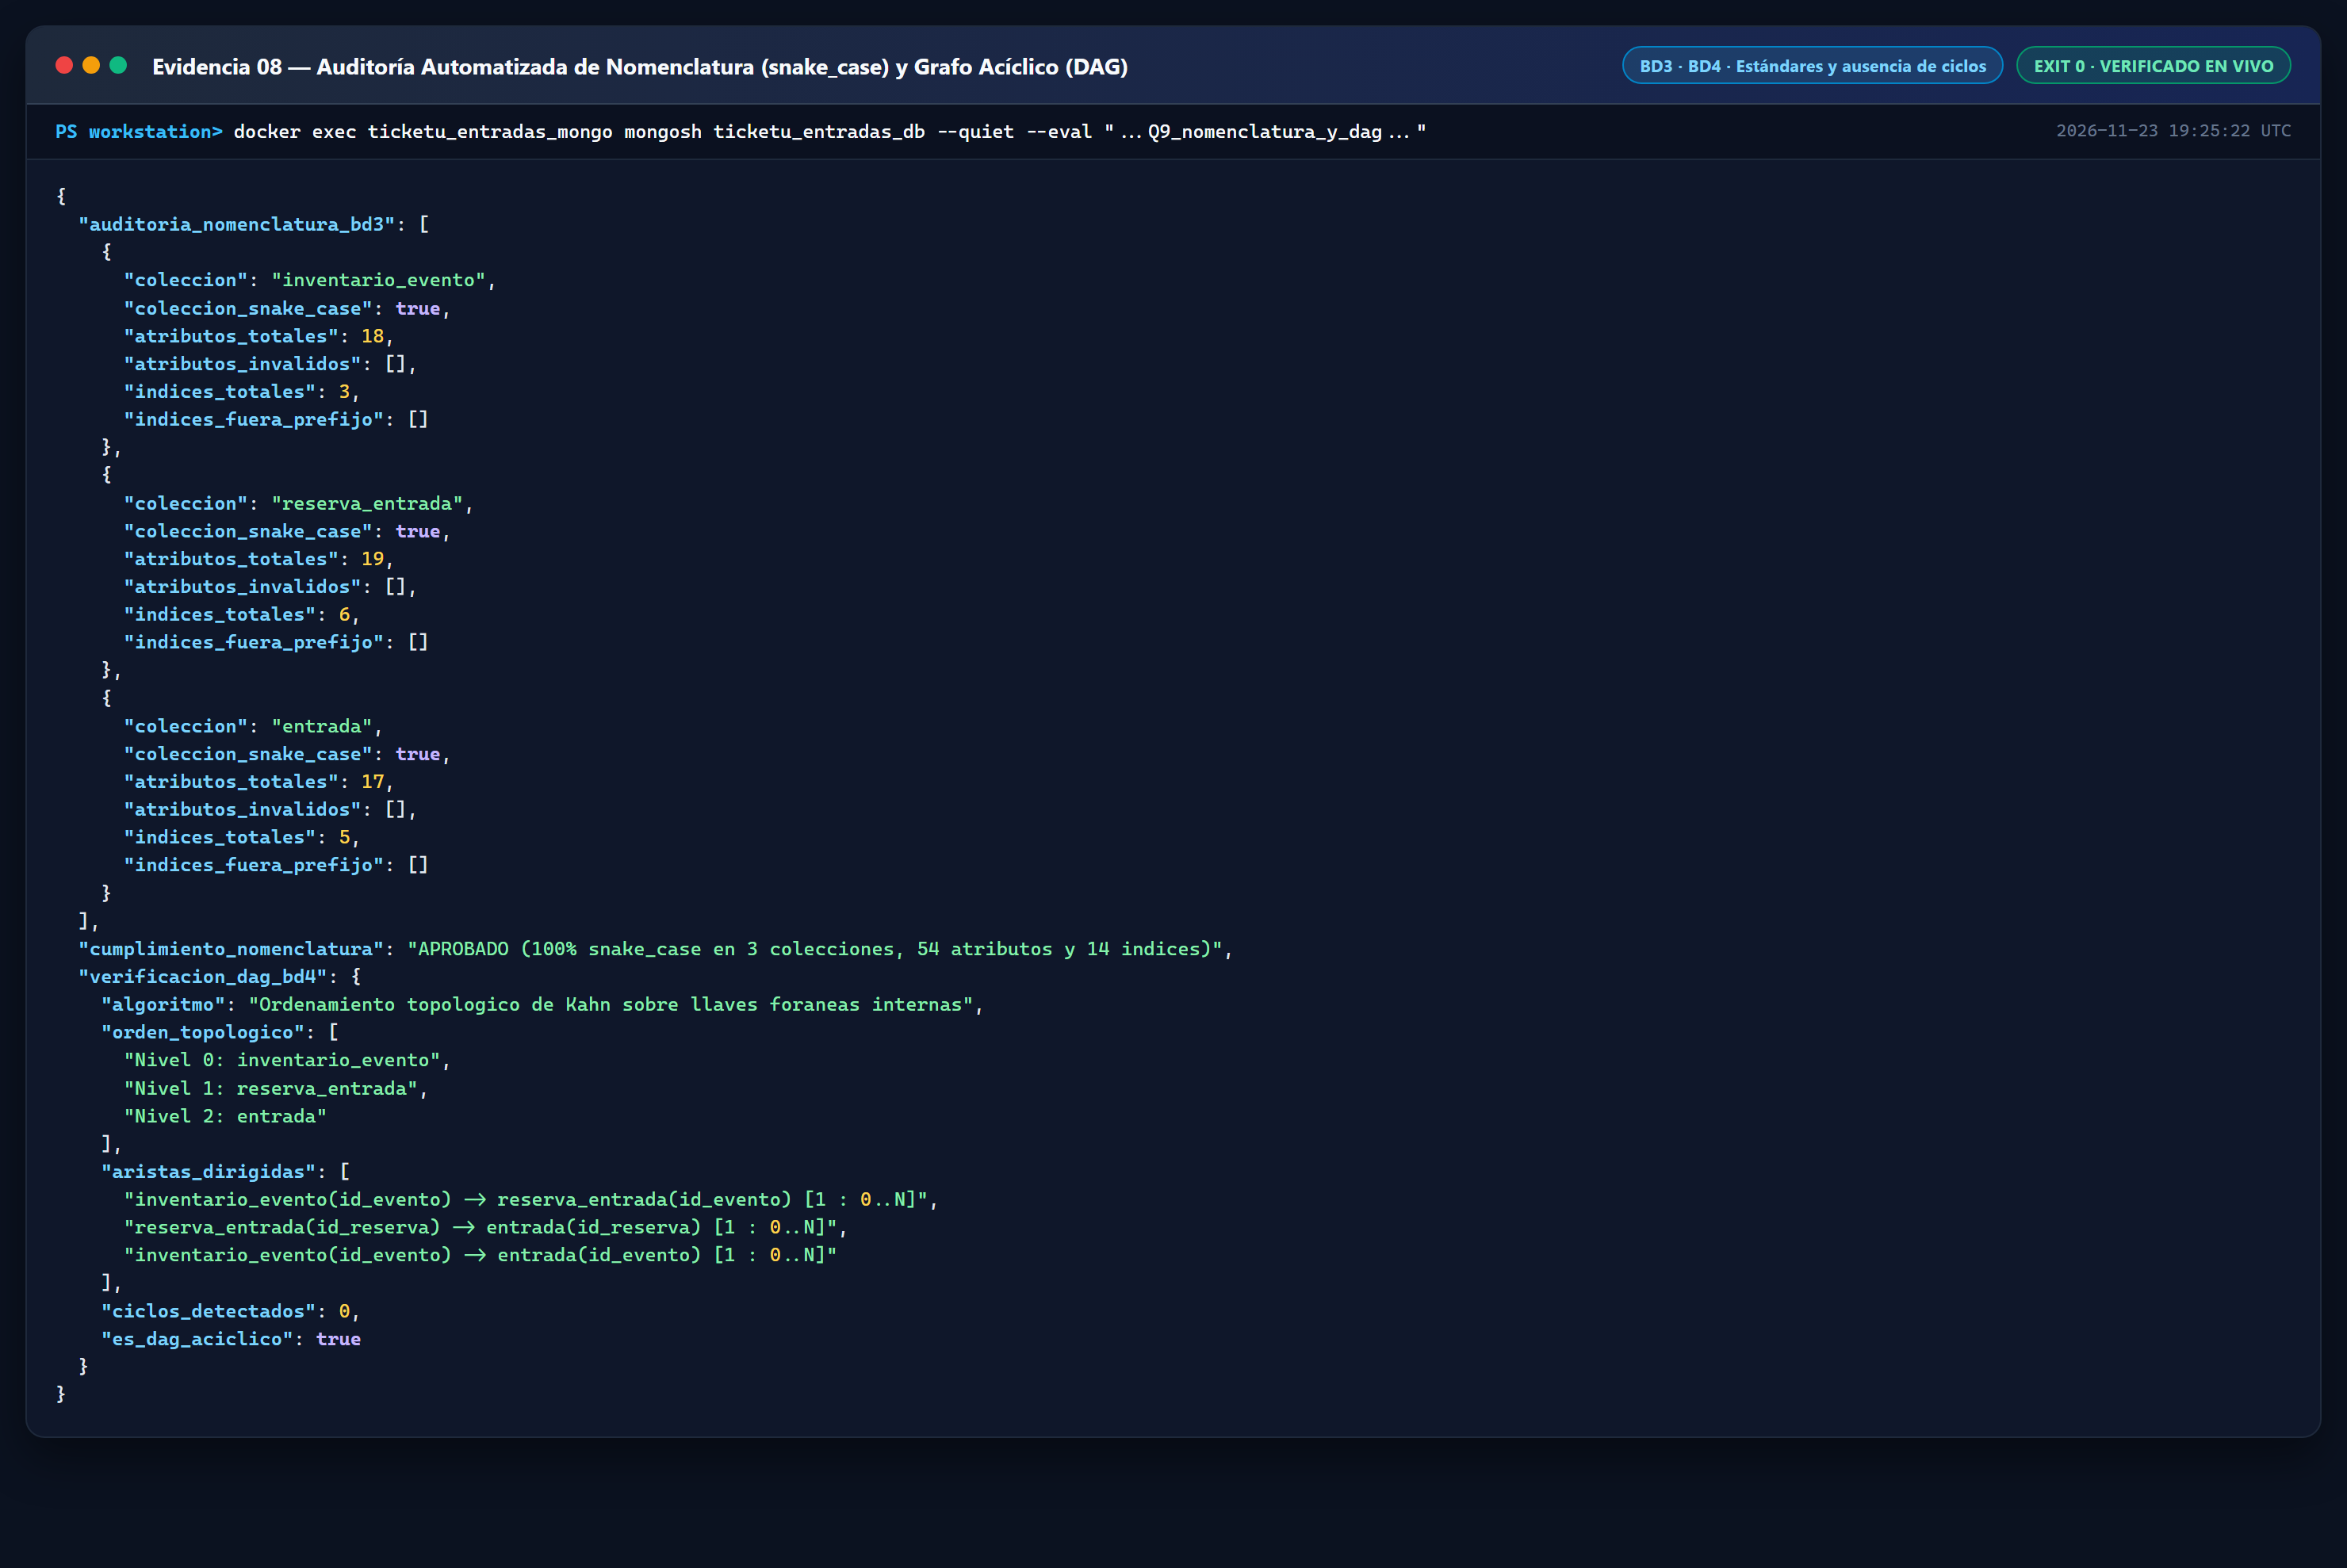 Evidencia 08 — Auditoría Automatizada de Nomenclatura (snake_case) y Grafo Acíclico (DAG)
BD3 · BD4 · Estándares y ausencia de ciclos
EXIT 0 · VERIFICADO EN VIVO
PS workstation> docker exec ticketu_entradas_mongo mongosh ticketu_entradas_db --quiet --eval "...Q9_nomenclatura_y_dag..."
2026-11-23 19:25:22 UTC
{
  "auditoria_nomenclatura_bd3": [
    {
      "coleccion": "inventario_evento",
      "coleccion_snake_case": true,
      "atributos_totales": 18,
      "atributos_invalidos": [],
      "indices_totales": 3,
      "indices_fuera_prefijo": []
    },
    {
      "coleccion": "reserva_entrada",
      "coleccion_snake_case": true,
      "atributos_totales": 19,
      "atributos_invalidos": [],
      "indices_totales": 6,
      "indices_fuera_prefijo": []
    },
    {
      "coleccion": "entrada",
      "coleccion_snake_case": true,
      "atributos_totales": 17,
      "atributos_invalidos": [],
      "indices_totales": 5,
      "indices_fuera_prefijo": []
    }
  ],
  "cumplimiento_nomenclatura": "APROBADO (100% snake_case en 3 colecciones, 54 atributos y 14 indices)",
  "verificacion_dag_bd4": {
    "algoritmo": "Ordenamiento topologico de Kahn sobre llaves foraneas internas",
    "orden_topologico": [
      "Nivel 0: inventario_evento",
      "Nivel 1: reserva_entrada",
      "Nivel 2: entrada"
    ],
    "aristas_dirigidas": [
      "inventario_evento(id_evento) --> reserva_entrada(id_evento) [1 : 0..N]",
      "reserva_entrada(id_reserva) --> entrada(id_reserva) [1 : 0..N]",
      "inventario_evento(id_evento) --> entrada(id_evento) [1 : 0..N]"
    ],
    "ciclos_detectados": 0,
    "es_dag_aciclico": true
  }
}